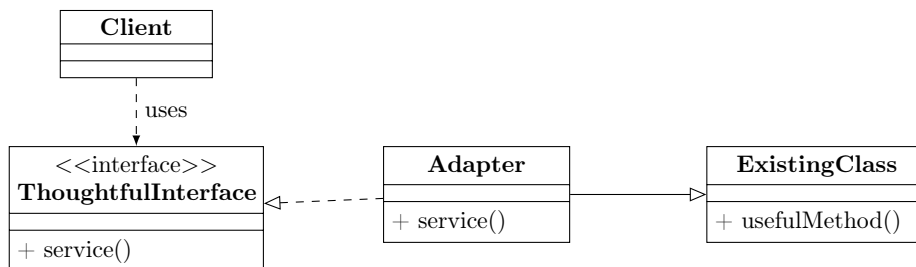 Client
uses
<<interface>>
ThoughtfulInterface
+ service()
Adapter
+ service()
ExistingClass
+ usefulMethod()